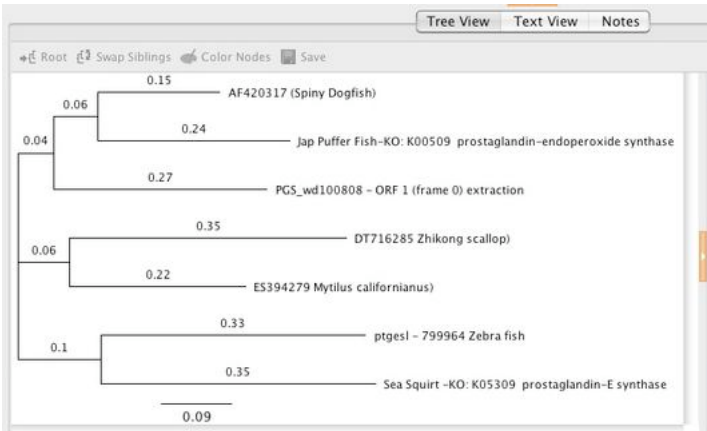 Tree View Text View Notes
Root Swap Siblings Color Nodes Save
0.15
AF420317 (Spiny Dogfish)
0.06
0.24
0.04
Jap Puffer Fish-KO: K00509 prostaglandin-endoperoxide synthase
0.27
PGS_wd100808 - ORF 1 (frame 0) extraction
0.35
DT716285 Zhikong scallop)
0.06
0.22
ES394279 Mytilus californianus)
0.33
ptgesl - 799964 Zebra fish
0.1
0.35
Sea Squirt -KO: K05309 prostaglandin-E synthase
0.09